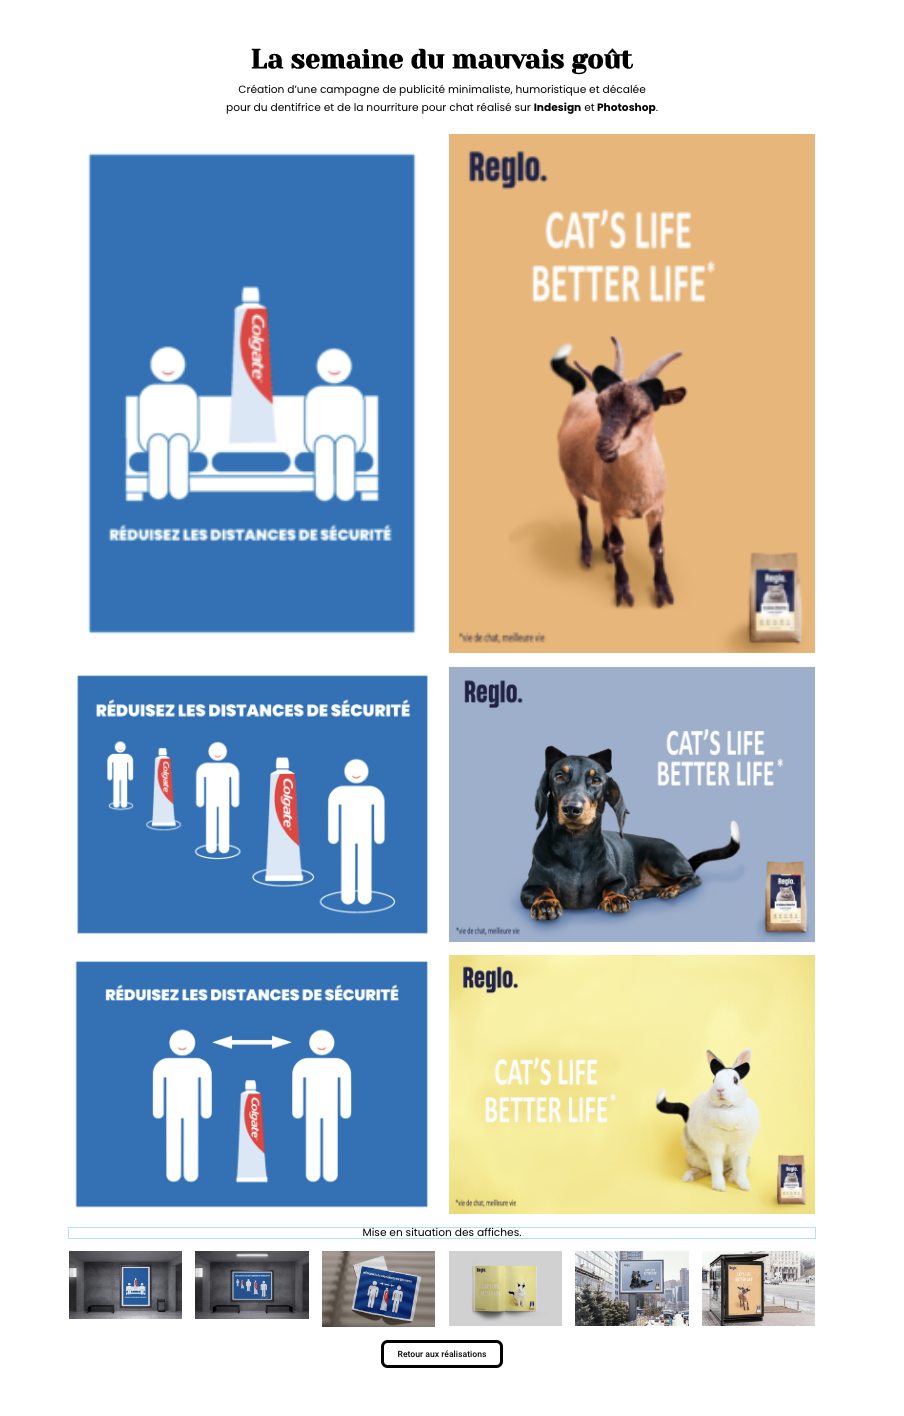 La semaine du mauvais goût
Création d'une campagne de publicité minimaliste, humoristique et décalée
pour du dentifrice et de la nourriture pour chat réalisé sur Indesign et Photoshop.
Colgate
RÉDUISEZ LES DISTANCES DE SÉCURITÉ
Reglo.
CAT'S LIFE
BETTER LIFE*
Reglo.
*vie de chat, meilleure vie
RÉDUISEZ LES DISTANCES DE SÉCURITÉ
Colgate
Colgate
Reglo.
CAT'S LIFE
BETTER LIFE*
Reglo.
*vie de chat, meilleure vie
RÉDUISEZ LES DISTANCES DE SÉCURITÉ
Colgate
Reglo.
CAT'S LIFE
BETTER LIFE*
Reglo.
*vie de chat, meilleure vie
Mise en situation des affiches.
Retour aux réalisations